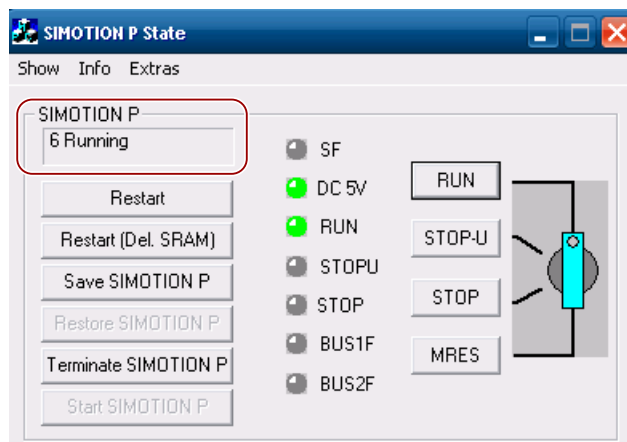 SIMOTION P State
Show Info Extras
SIMOTION P
6 Running
Restart
Restart (Del. SRAM)
Save SIMOTION P
Restore SIMOTION P
Terminate SIMOTION P
Start SIMOTION P
SF
DC 5V
RUN
STOPU
STOP
BUS1F
BUS2F
RUN
STOP-U
STOP
MRES